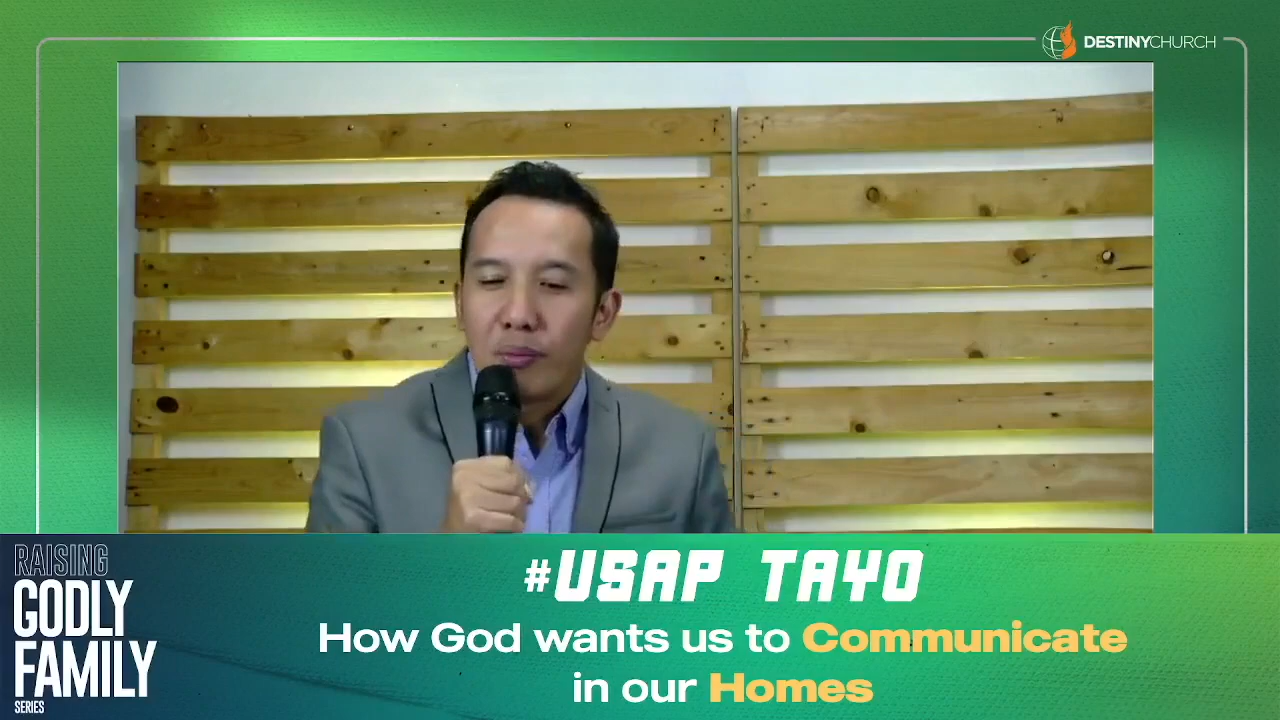 DESTINYCHURCH
RAISING
GODLY
FAMILY
SERIES
#USAP TAYO
How God wants us to Communicate
in our Homes